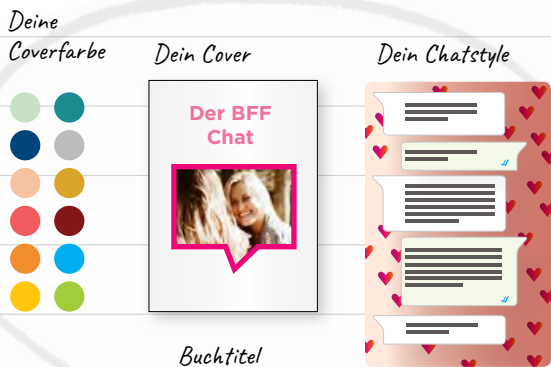 Deine
Coverfarbe
Dein Cover
Dein Chatstyle
Der BFF
Chat
Buchtitel